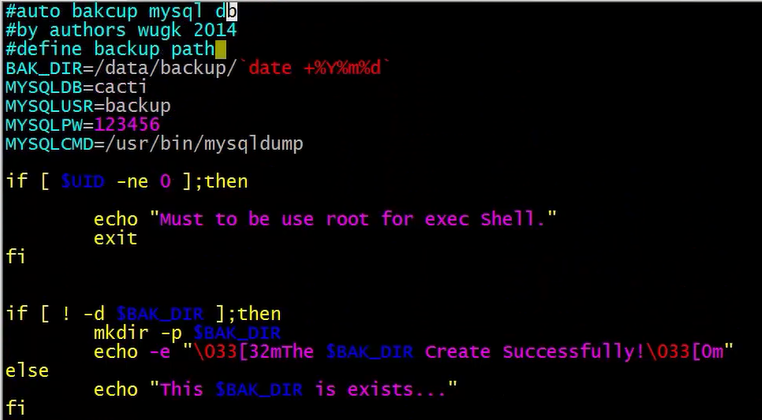 #auto bakcup mysql db
#by authors wugk 2014
#define backup path
BAK_DIR=/data/backup/`date +%Y%m%d`
MYSQLDB=cacti
MYSQLUSR=backup
MYSQLPW=123456
MYSQLCMD=/usr/bin/mysqldump
if [ $UID -ne 0 ];then
echo "Must to be use root for exec Shell."
exit
fi
if [ ! -d $BAK_DIR ];then
mkdir -p $BAK_DIR
echo -e "\033[32mThe $BAK_DIR Create Successfully!\033[0m"
else
echo "This $BAK_DIR is exists..."
fi